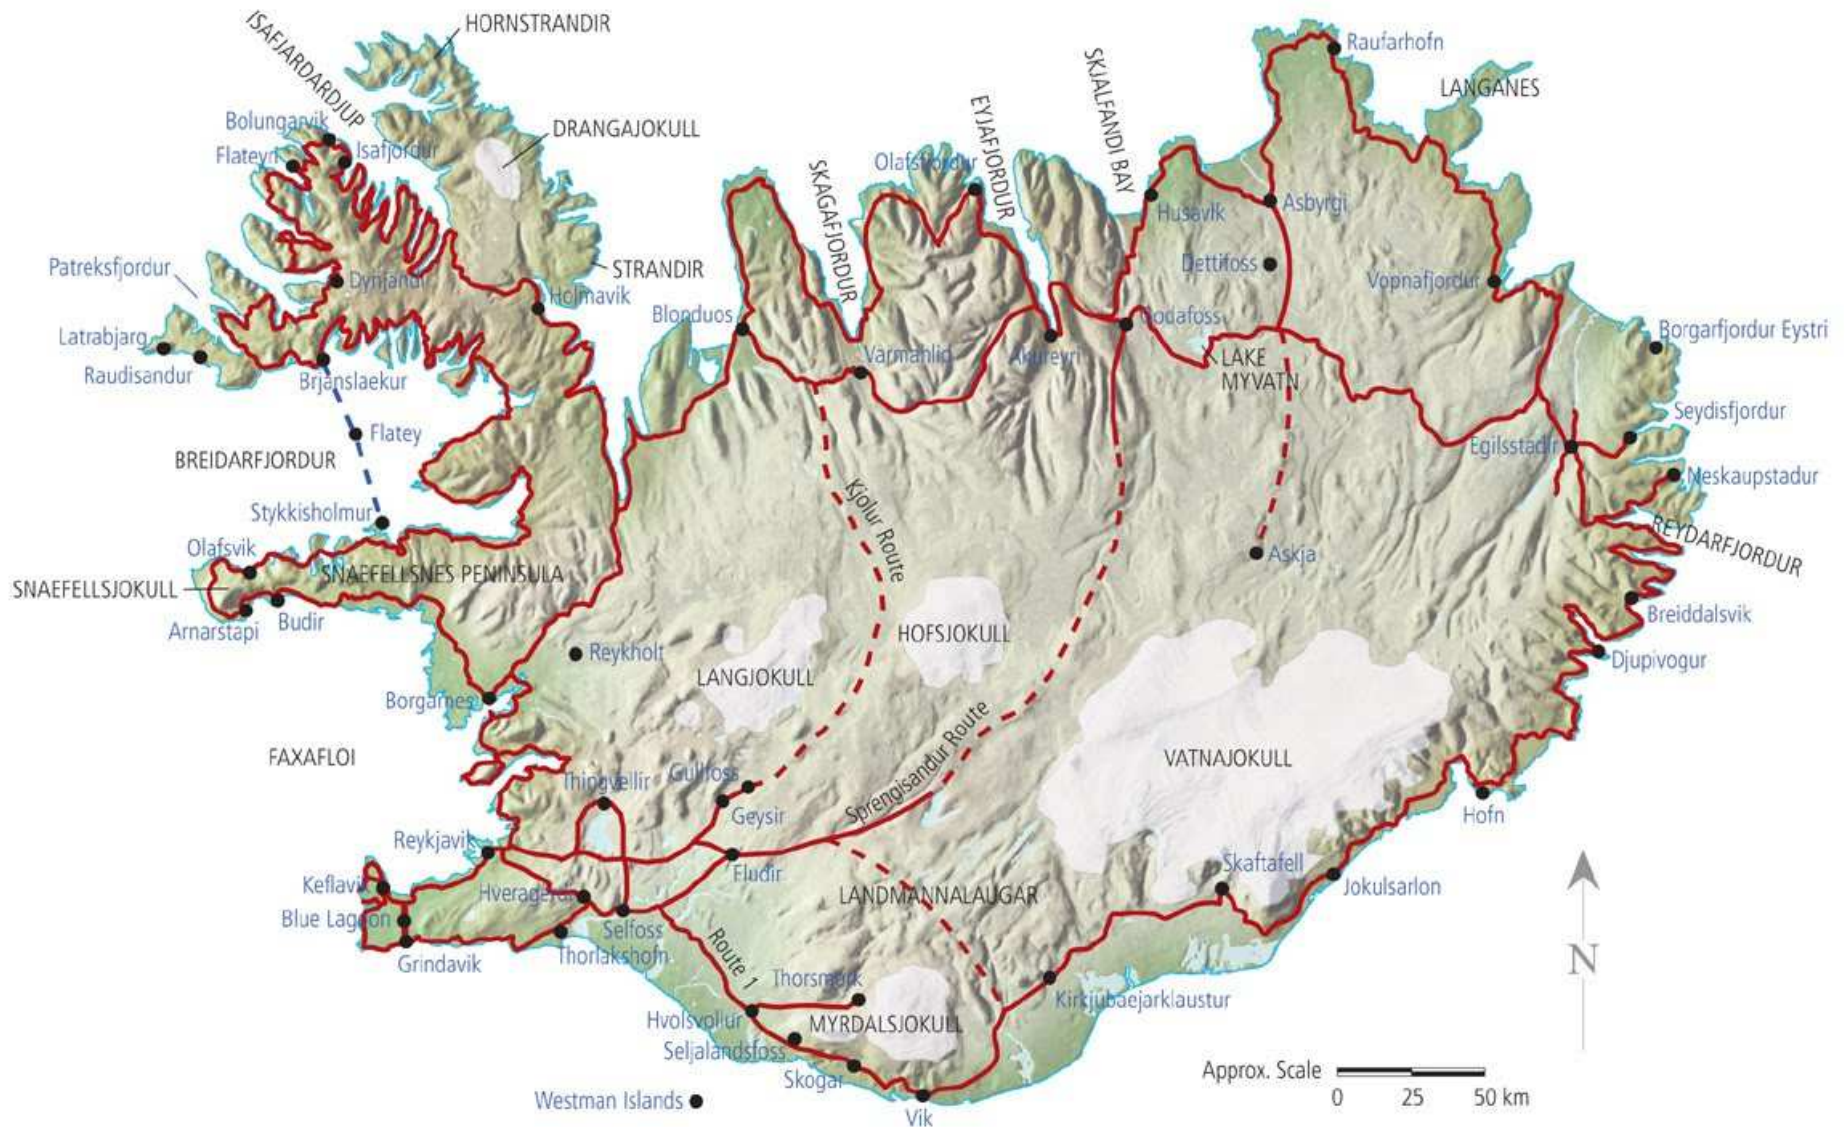 HORNSTRANDIR
ISAFJARDARDJUP
Raufarhofn
SKJALFANDI BAY
LANGANES
EYJAFJORDUR
Bolungarvik
DRANGAJOKULL
Flateyri
Isafjordur
SKAGAFJORDUR
Olafsfjordur
Husavik
Asbyrgi
Patreksfjordur
STRANDIR
Dynjandi
Dettifoss
Vopnafjordur
Holmavik
Blonduos
Godafoss
Latrabjarg
Borgarfjordur Eystri
Varmahlid
Akureyri
LAKE
MYVATN
Raudisandur
Brjanslaekur
Seydisfjordur
Flatey
Egilsstadir
BREIDARFJORDUR
Neskaupstadur
Kjolur Route
Stykkisholmur
REYDARFJORDUR
Olafsvik
Askja
SNAEFELLSNES PENINSULA
SNAEFELLSJOKULL
Breiddalsvik
Budir
Arnarstapi
HOFSJOKULL
Reykholt
Djupivogur
LANGJOKULL
Borgarnes
Sprengisandur Route
FAXAFLOI
VATNAJOKULL
Thingvellir
Gullfoss
Geysir
Hofn
Reykjavik
Eludir
Skaftafell
Keflavik
Hveragerdi
LANDMANNALAUGAR
Jokulsarlon
Blue Lagoon
Selfoss
Route 1
Grindavik
Thorlakshofn
N
Thorsmork
Kirkjubaejarklaustur
Hvolsvollur
MYRDALSJOKULL
Seljalandsfoss
Skogar
Approx. Scale
0 25 50 km
Westman Islands
Vik